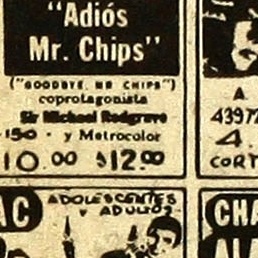 "Adiós
Mr. Chips"
("GOODBYE, MR CHIPS")
coprotagonista
Sir Michael Redgrave
150 · y Metrocolor
10.00 $12.00
AC
ADOLESCENTES
Y ADULTOS.
A
43972
4.
CORT
CHA